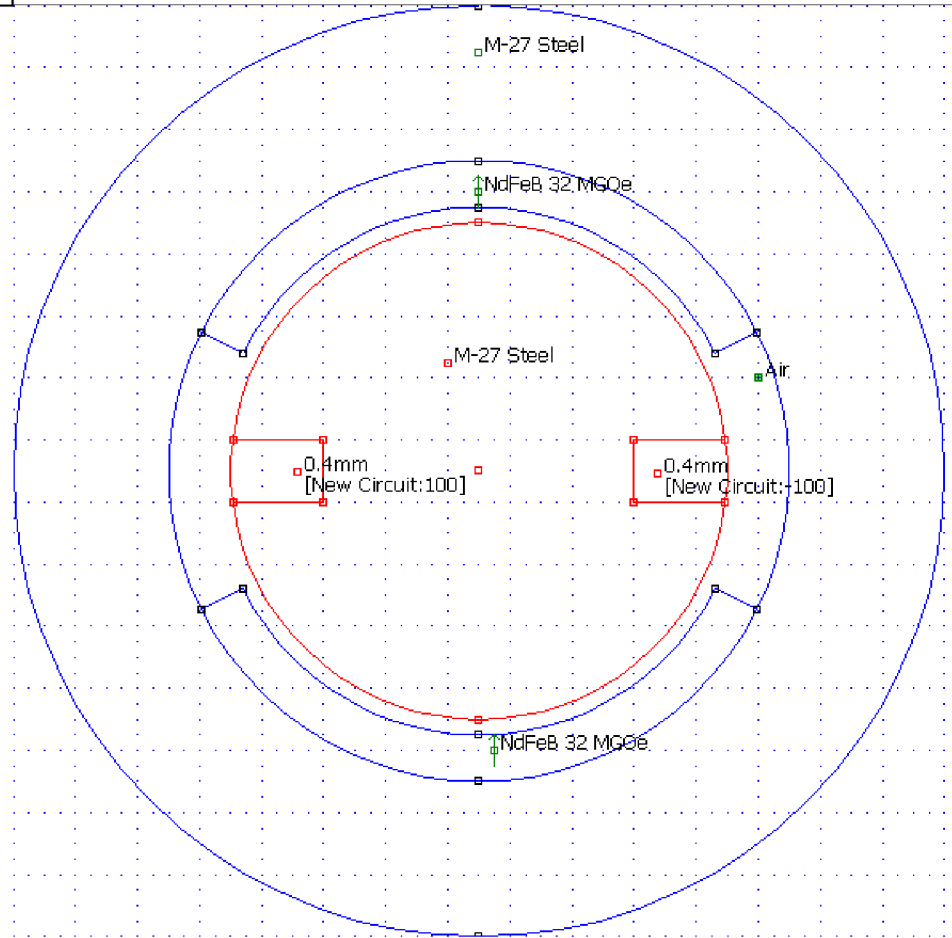 M-27 Steel
NdFeB 32 MGOe
M-27 Steel
Air
0.4mm
[New Circuit:100]
0.4mm
[New Circuit:-100]
NdFeB 32 MGOe